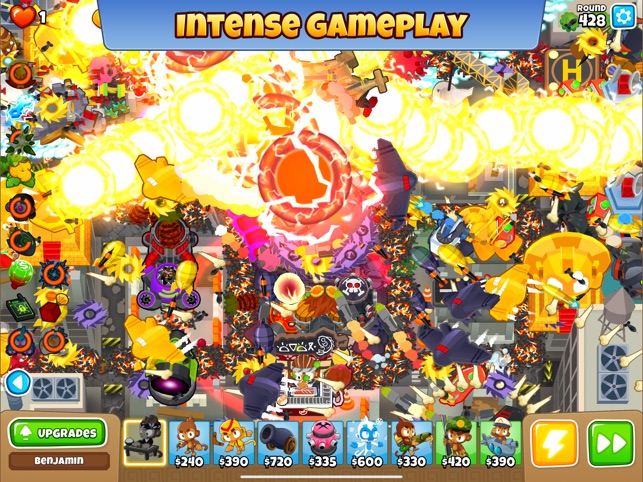 INTENSE GAMEPLAY
1
ROUND
428
H
UPGRADES
BENJAMIN
$240
$390
$720
$335
$600
$330
$420
$390